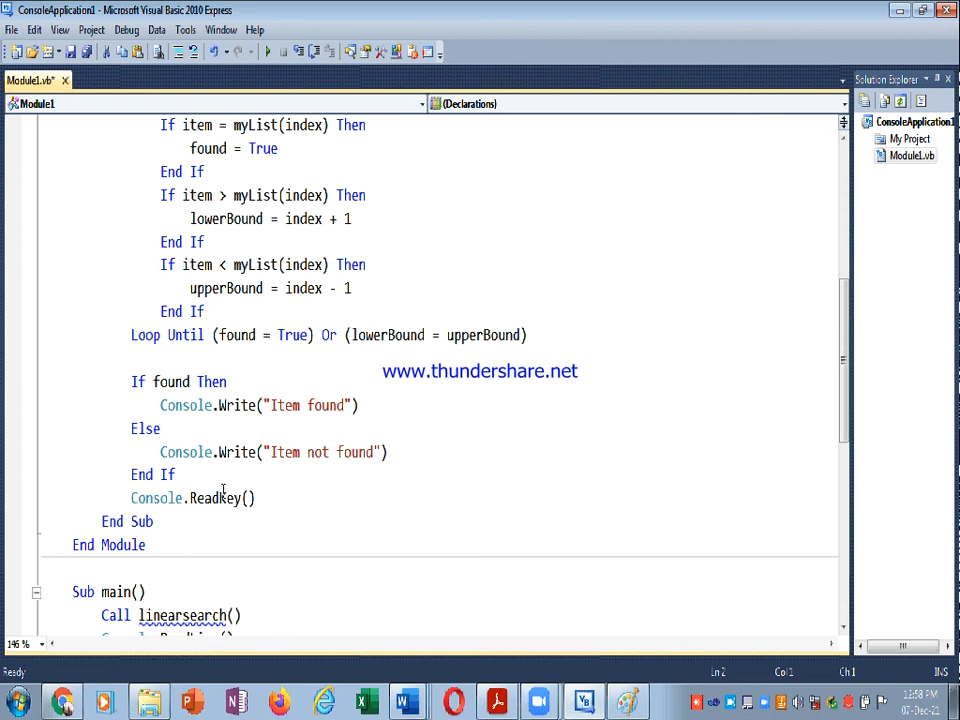 ConsoleApplication1 - Microsoft Visual Basic 2010 Express
File Edit View Project Debug Data Tools Window Help
Module1.vb* Solution Explorer
Module1 (Declarations)
ConsoleApplication1
My Project
Module1.vb
If item = myList(index) Then
found = True
End If
If item > myList(index) Then
lowerBound = index + 1
End If
If item < myList(index) Then
upperBound = index - 1
End If
Loop Until (found = True) Or (lowerBound = upperBound)
www.thundershare.net
If found Then
Console.Write("Item found")
Else
Console.Write("Item not found")
End If
Console.ReadKey()
End Sub
End Module
Sub main()
Call linearsearch()
146 %
Ready Ln 2 Col 1 Ch 1 INS
12:58 PM
07-Dec-21